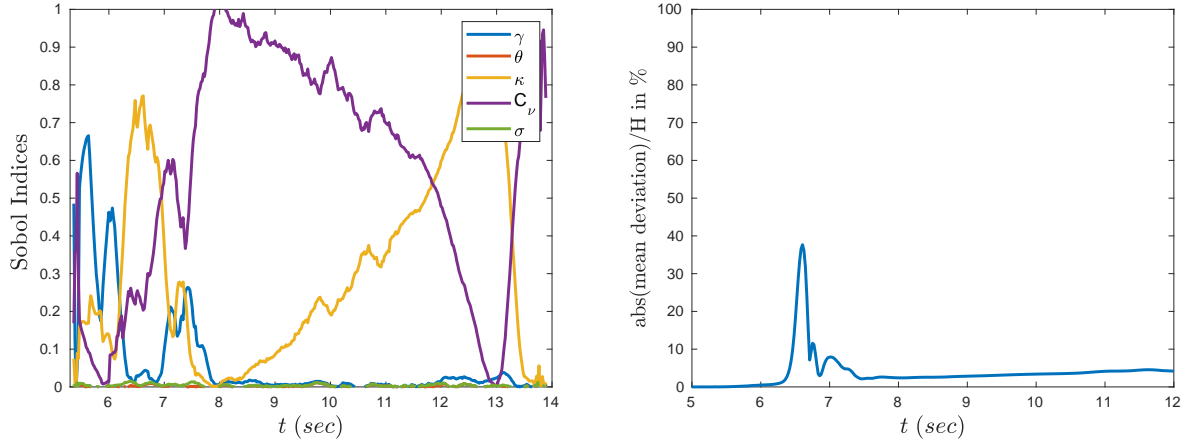 Sobol Indices
1
0.9
0.8
0.7
0.6
0.5
0.4
0.3
0.2
0.1
0
6 7 8 9 10 11 12 13 14
t (sec)
γ
θ
κ
C_ν
σ
abs(mean deviation)/H in %
100
90
80
70
60
50
40
30
20
10
0
5 6 7 8 9 10 11 12
t (sec)